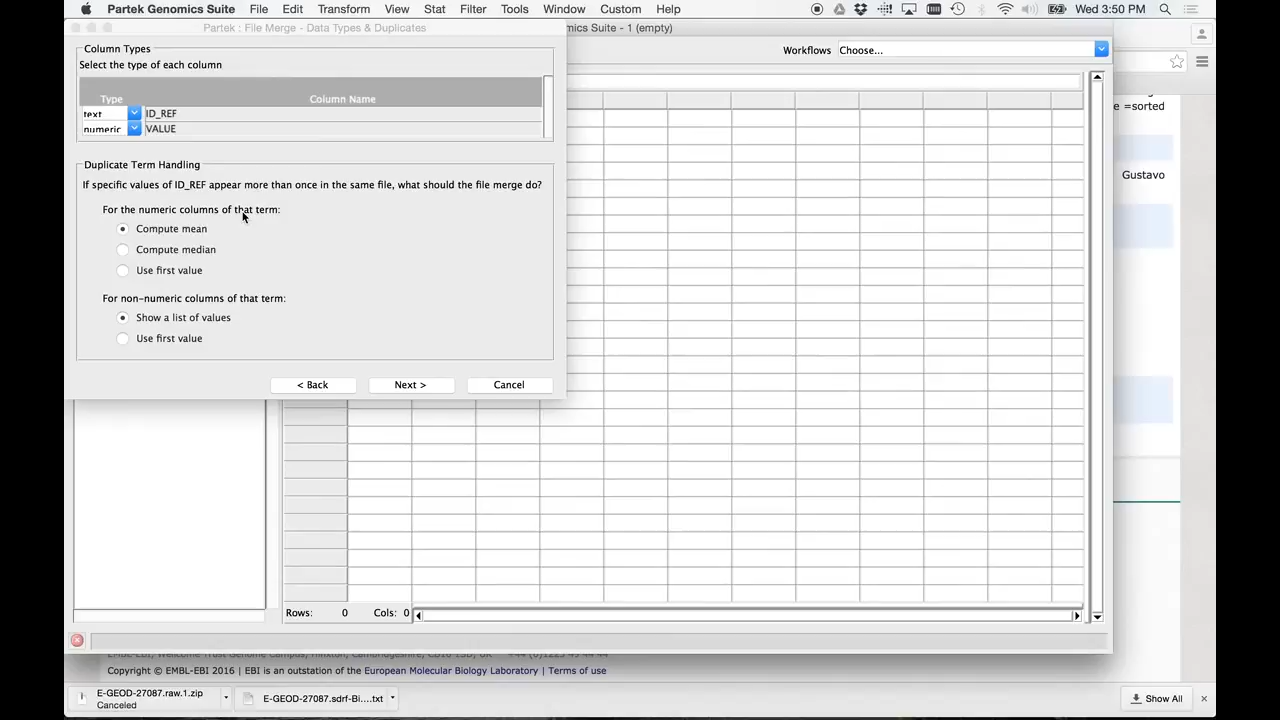 Partek Genomics Suite File Edit Transform View Stat Filter Tools Window Custom Help Wed 3:50 PM
Partek : File Merge - Data Types & Duplicates
omics Suite - 1 (empty)
Workflows Choose...
Column Types
Select the type of each column
Type Column Name
text ID_REF
numeric VALUE
Duplicate Term Handling
If specific values of ID_REF appear more than once in the same file, what should the file merge do?
For the numeric columns of that term:
Compute mean
Compute median
Use first value
For non-numeric columns of that term:
Show a list of values
Use first value
< Back Next > Cancel
e =sorted
Gustavo
Rows: 0 Cols: 0
Copyright © EMBL-EBI 2016 | EBI is an outstation of the European Molecular Biology Laboratory | Terms of use
E-GEOD-27087.raw.1.zip
Canceled
E-GEOD-27087.sdrf-Bi....txt
Show All